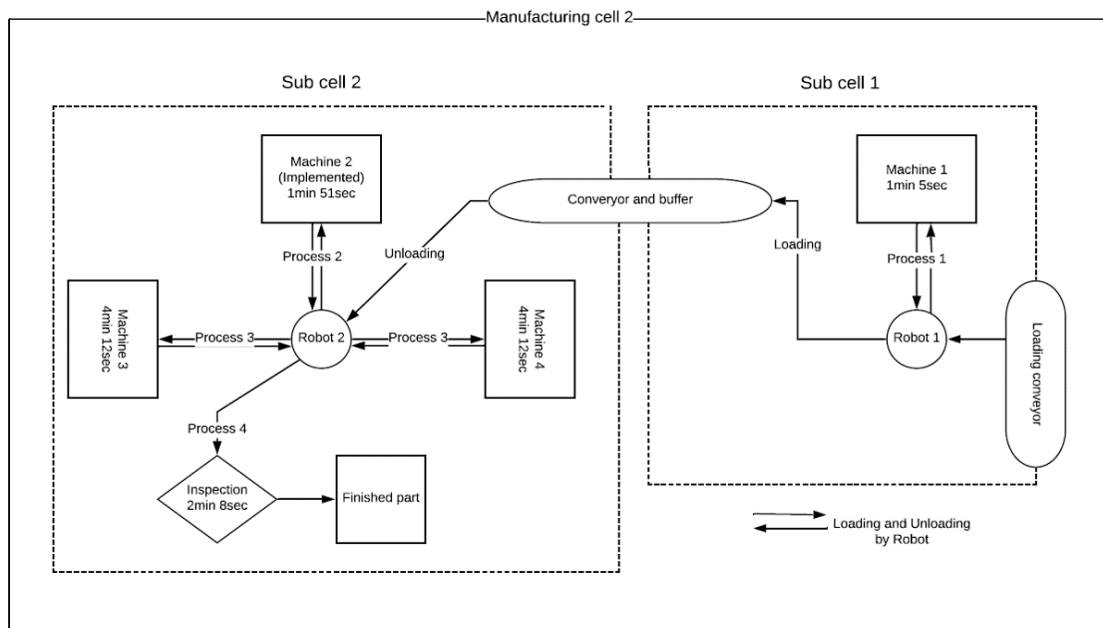 Manufacturing cell 2
Sub cell 2
Sub cell 1
Machine 2
(Implemented)
1min 51sec
Machine 1
1min 5sec
Converyor and buffer
Process 2
Unloading
Loading
Process 1
Machine 3
4min 12sec
Process 3
Robot 2
Process 3
Machine 4
4min 12sec
Robot 1
Loading conveyor
Process 4
Inspection
2min 8sec
Finished part
Loading and Unloading
by Robot